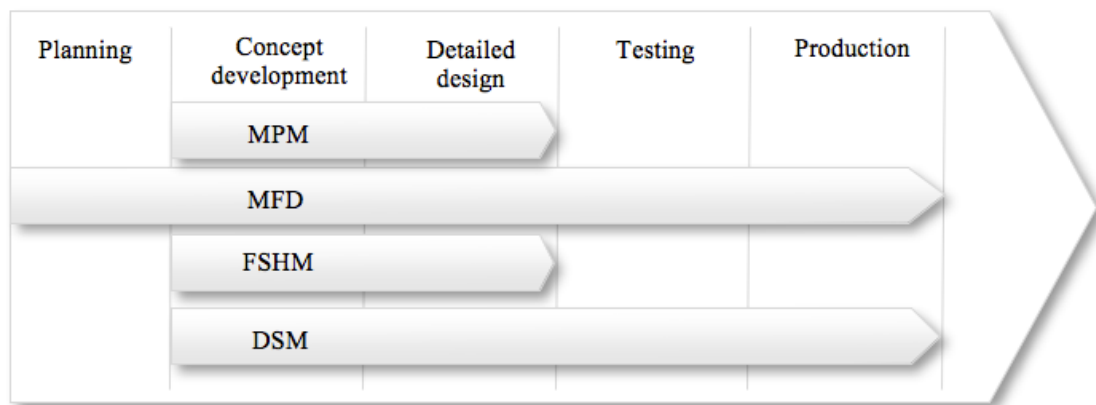 Planning
Concept
development
Detailed
design
Testing
Production
MPM
MFD
FSHM
DSM